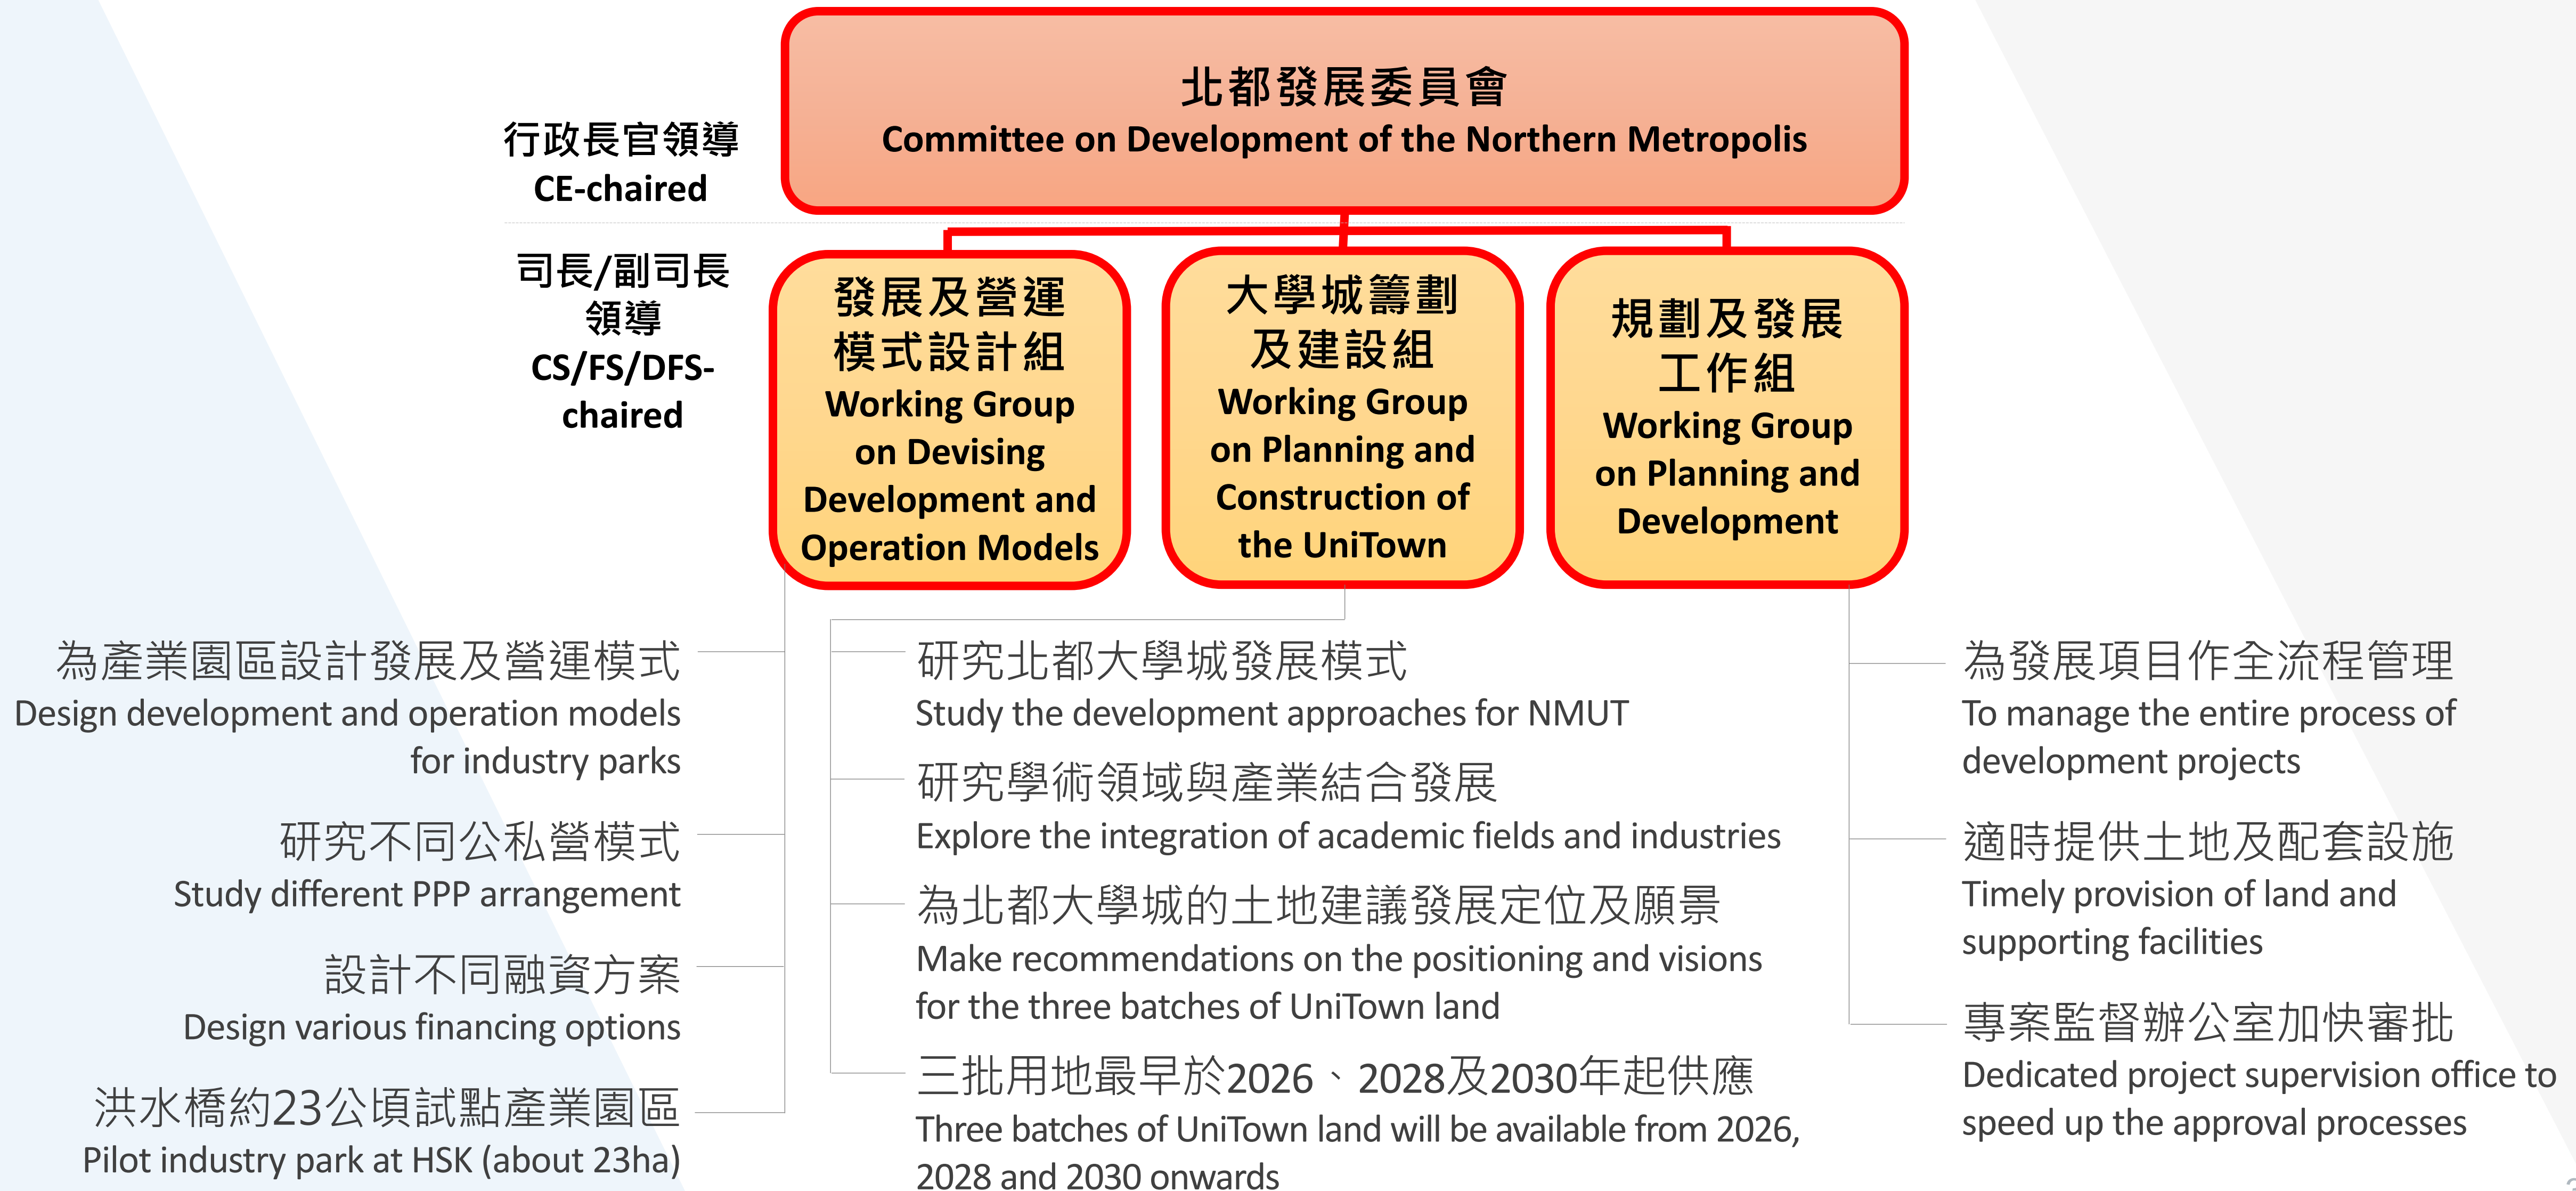 北都發展委員會
Committee on Development of the Northern Metropolis
行政長官領導
CE-chaired
司長/副司長
領導
CS/FS/DFS-
chaired
發展及營運
模式設計組
Working Group
on Devising
Development and
Operation Models
大學城籌劃
及建設組
Working Group
on Planning and
Construction of
the UniTown
規劃及發展
工作組
Working Group
on Planning and
Development
為產業園區設計發展及營運模式
Design development and operation models
for industry parks
研究不同公私營模式
Study different PPP arrangement
設計不同融資方案
Design various financing options
洪水橋約23公頃試點產業園區
Pilot industry park at HSK (about 23ha)
研究北都大學城發展模式
Study the development approaches for NMUT
研究學術領域與產業結合發展
Explore the integration of academic fields and industries
為北都大學城的土地建議發展定位及願景
Make recommendations on the positioning and visions
for the three batches of UniTown land
三批用地最早於2026、2028及2030年起供應
Three batches of UniTown land will be available from 2026,
2028 and 2030 onwards
為發展項目作全流程管理
To manage the entire process of
development projects
適時提供土地及配套設施
Timely provision of land and
supporting facilities
專案監督辦公室加快審批
Dedicated project supervision office to
speed up the approval processes